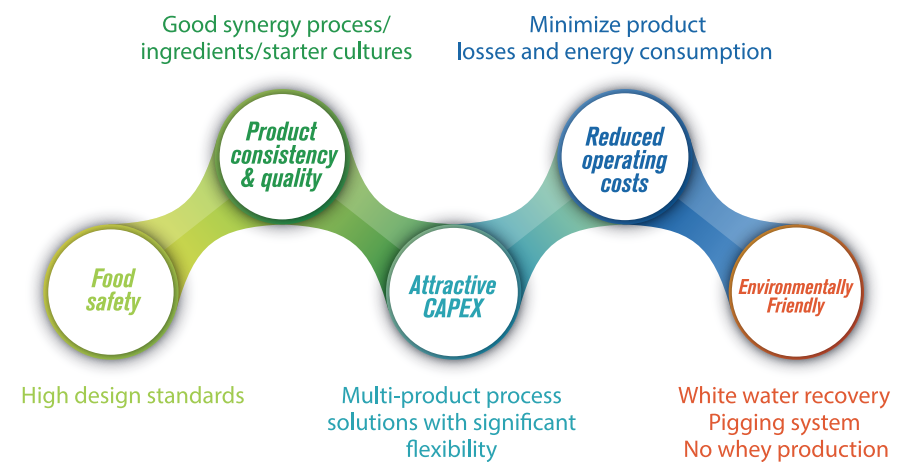 Good synergy process/
ingredients/starter cultures
Minimize product
losses and energy consumption
Product
consistency
& quality
Reduced
operating
costs
Food
safety
Attractive
CAPEX
Environmentally
Friendly
High design standards
Multi-product process
solutions with significant
flexibility
White water recovery
Pigging system
No whey production